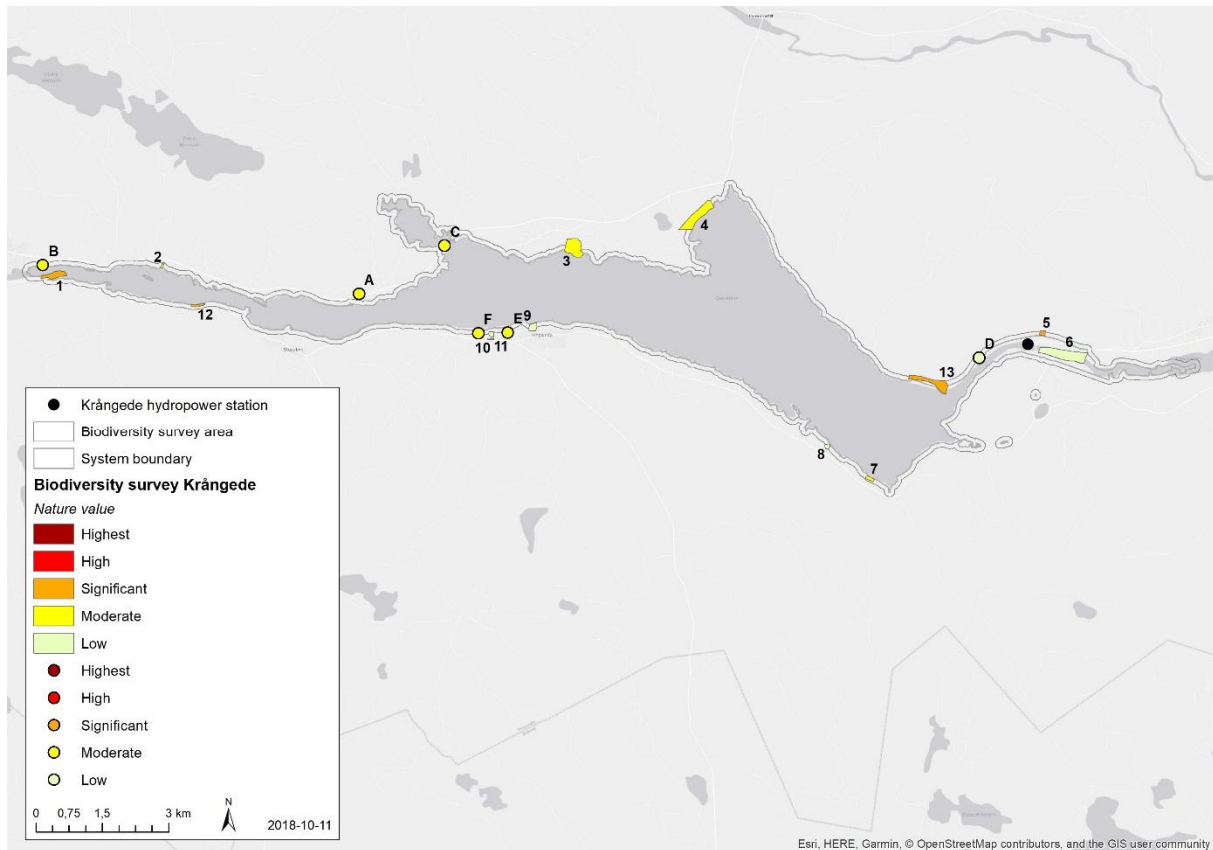 B
2
1
12
A
C
3
4
F
E
9
10
11
5
D
6
13
8
7
Krångede hydropower station
Biodiversity survey area
System boundary
Biodiversity survey Krångede
Nature value
Highest
High
Significant
Moderate
Low
Highest
High
Significant
Moderate
Low
0 0,75 1,5 3 km
N
2018-10-11
Esri, HERE, Garmin, © OpenStreetMap contributors, and the GIS user community